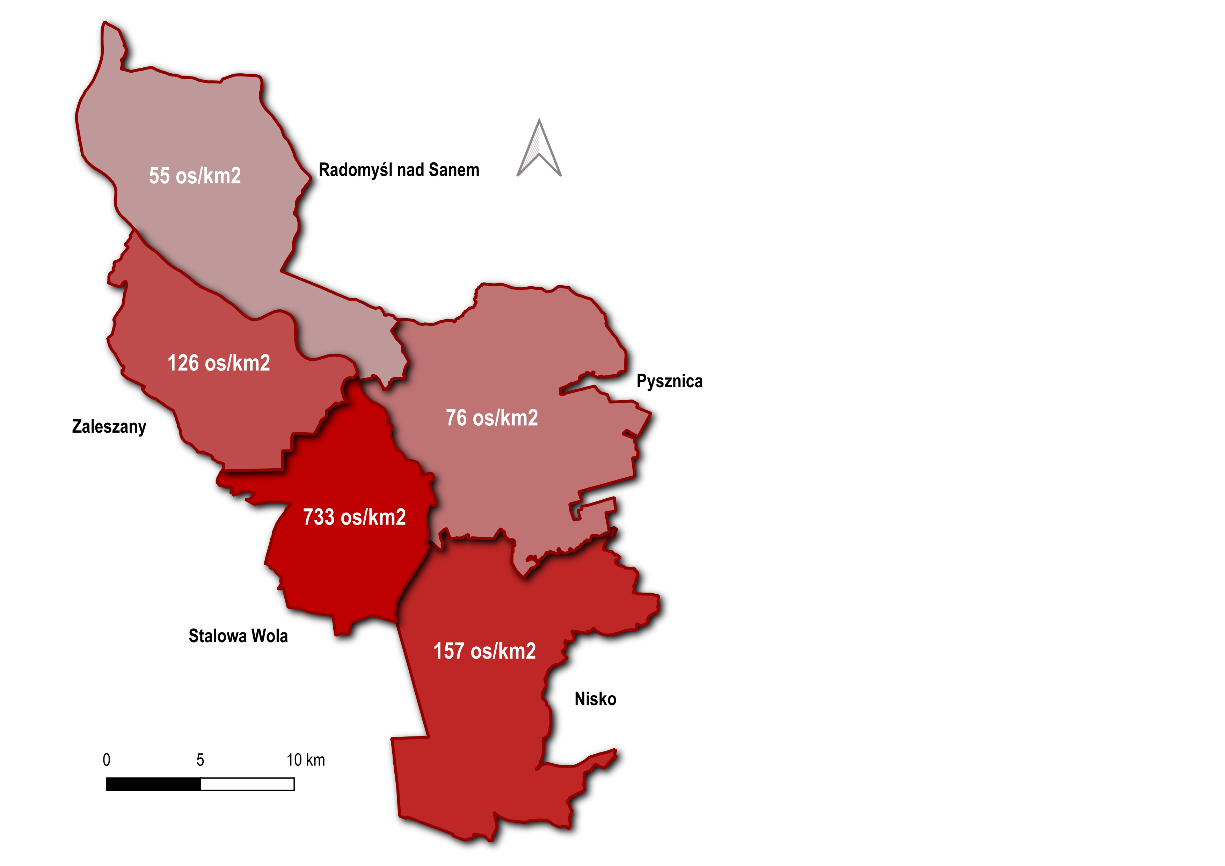 Radomyśl nad Sanem
55 os/km2
126 os/km2
Pysznica
76 os/km2
Zaleszany
733 os/km2
Stalowa Wola
157 os/km2
Nisko
0 5 10 km